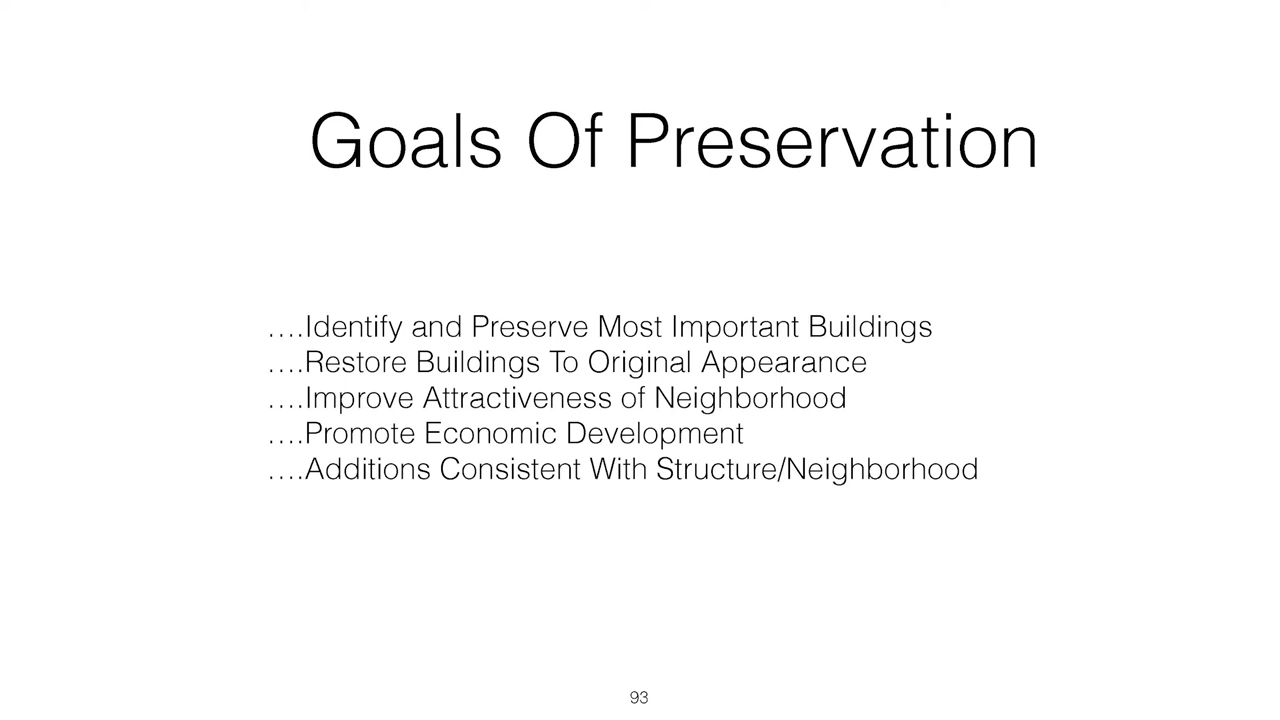 Goals Of Preservation
….Identify and Preserve Most Important Buildings
….Restore Buildings To Original Appearance
….Improve Attractiveness of Neighborhood
….Promote Economic Development
….Additions Consistent With Structure/Neighborhood
93